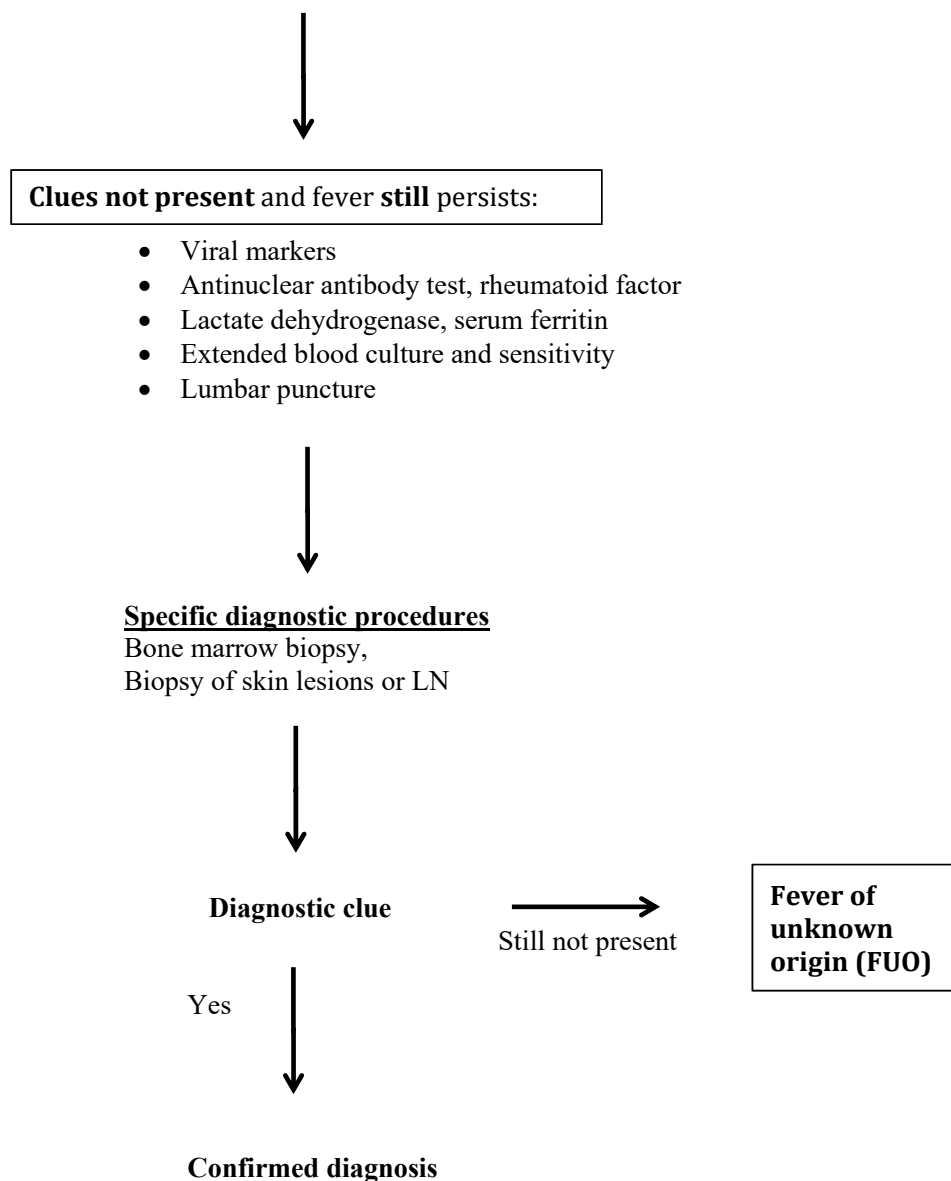 Clues not present and fever still persists:
• Viral markers
• Antinuclear antibody test, rheumatoid factor
• Lactate dehydrogenase, serum ferritin
• Extended blood culture and sensitivity
• Lumbar puncture
Specific diagnostic procedures
Bone marrow biopsy,
Biopsy of skin lesions or LN
Diagnostic clue
Still not present
Fever of
unknown
origin (FUO)
Yes
Confirmed diagnosis